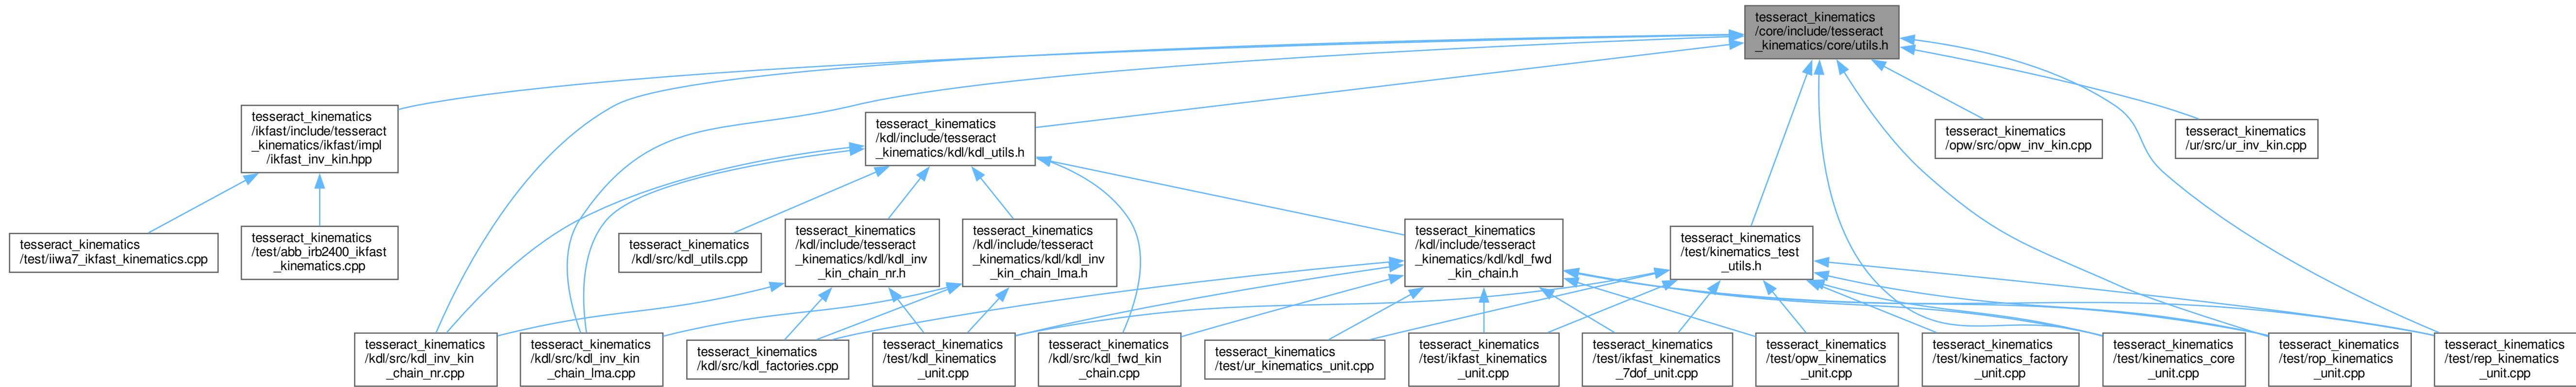 tesseract_kinematics
/core/include/tesseract
_kinematics/core/utils.h
tesseract_kinematics
/ikfast/include/tesseract
_kinematics/ikfast/impl
/ikfast_inv_kin.hpp
tesseract_kinematics
/kdl/include/tesseract
_kinematics/kdl/kdl_utils.h
tesseract_kinematics
/opw/src/opw_inv_kin.cpp
tesseract_kinematics
/ur/src/ur_inv_kin.cpp
tesseract_kinematics
/test/iiwa7_ikfast_kinematics.cpp
tesseract_kinematics
/test/abb_irb2400_ikfast
_kinematics.cpp
tesseract_kinematics
/kdl/src/kdl_utils.cpp
tesseract_kinematics
/kdl/include/tesseract
_kinematics/kdl/kdl_inv
_kin_chain_nr.h
tesseract_kinematics
/kdl/include/tesseract
_kinematics/kdl/kdl_inv
_kin_chain_lma.h
tesseract_kinematics
/kdl/include/tesseract
_kinematics/kdl/kdl_fwd
_kin_chain.h
tesseract_kinematics
/test/kinematics_test
_utils.h
tesseract_kinematics
/kdl/src/kdl_inv_kin
_chain_nr.cpp
tesseract_kinematics
/kdl/src/kdl_inv_kin
_chain_lma.cpp
tesseract_kinematics
/kdl/src/kdl_factories.cpp
tesseract_kinematics
/test/kdl_kinematics
_unit.cpp
tesseract_kinematics
/kdl/src/kdl_fwd_kin
_chain.cpp
tesseract_kinematics
/test/ur_kinematics_unit.cpp
tesseract_kinematics
/test/ikfast_kinematics
_unit.cpp
tesseract_kinematics
/test/ikfast_kinematics
_7dof_unit.cpp
tesseract_kinematics
/test/opw_kinematics
_unit.cpp
tesseract_kinematics
/test/kinematics_factory
_unit.cpp
tesseract_kinematics
/test/kinematics_core
_unit.cpp
tesseract_kinematics
/test/rop_kinematics
_unit.cpp
tesseract_kinematics
/test/rep_kinematics
_unit.cpp